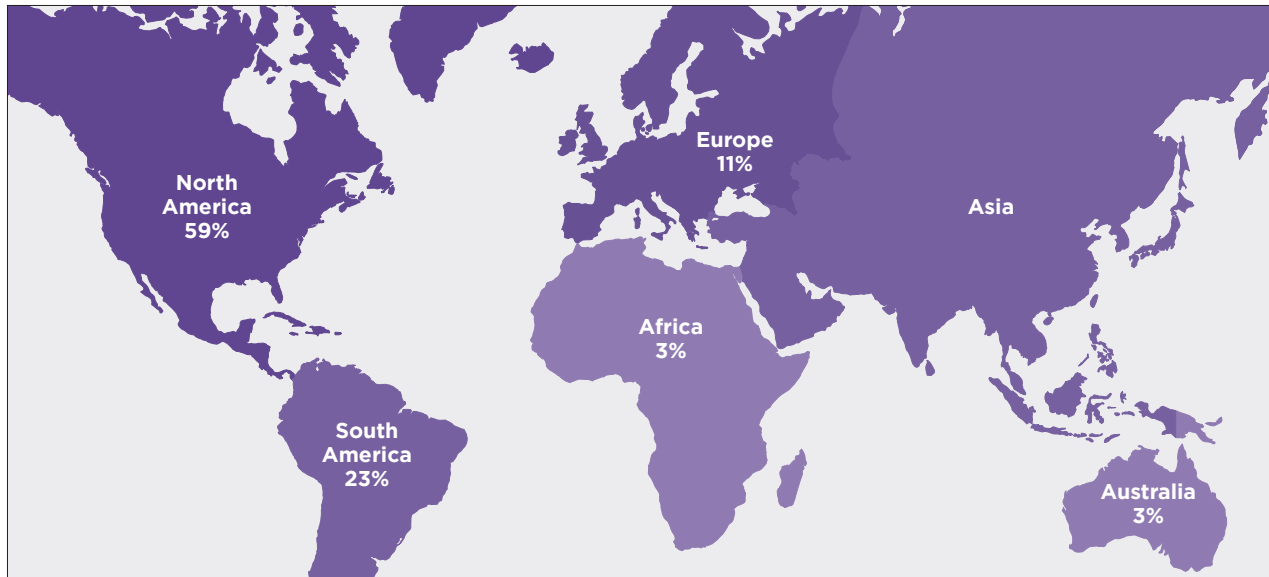 North
America
59%
Europe
11%
Asia
Africa
3%
South
America
23%
Australia
3%